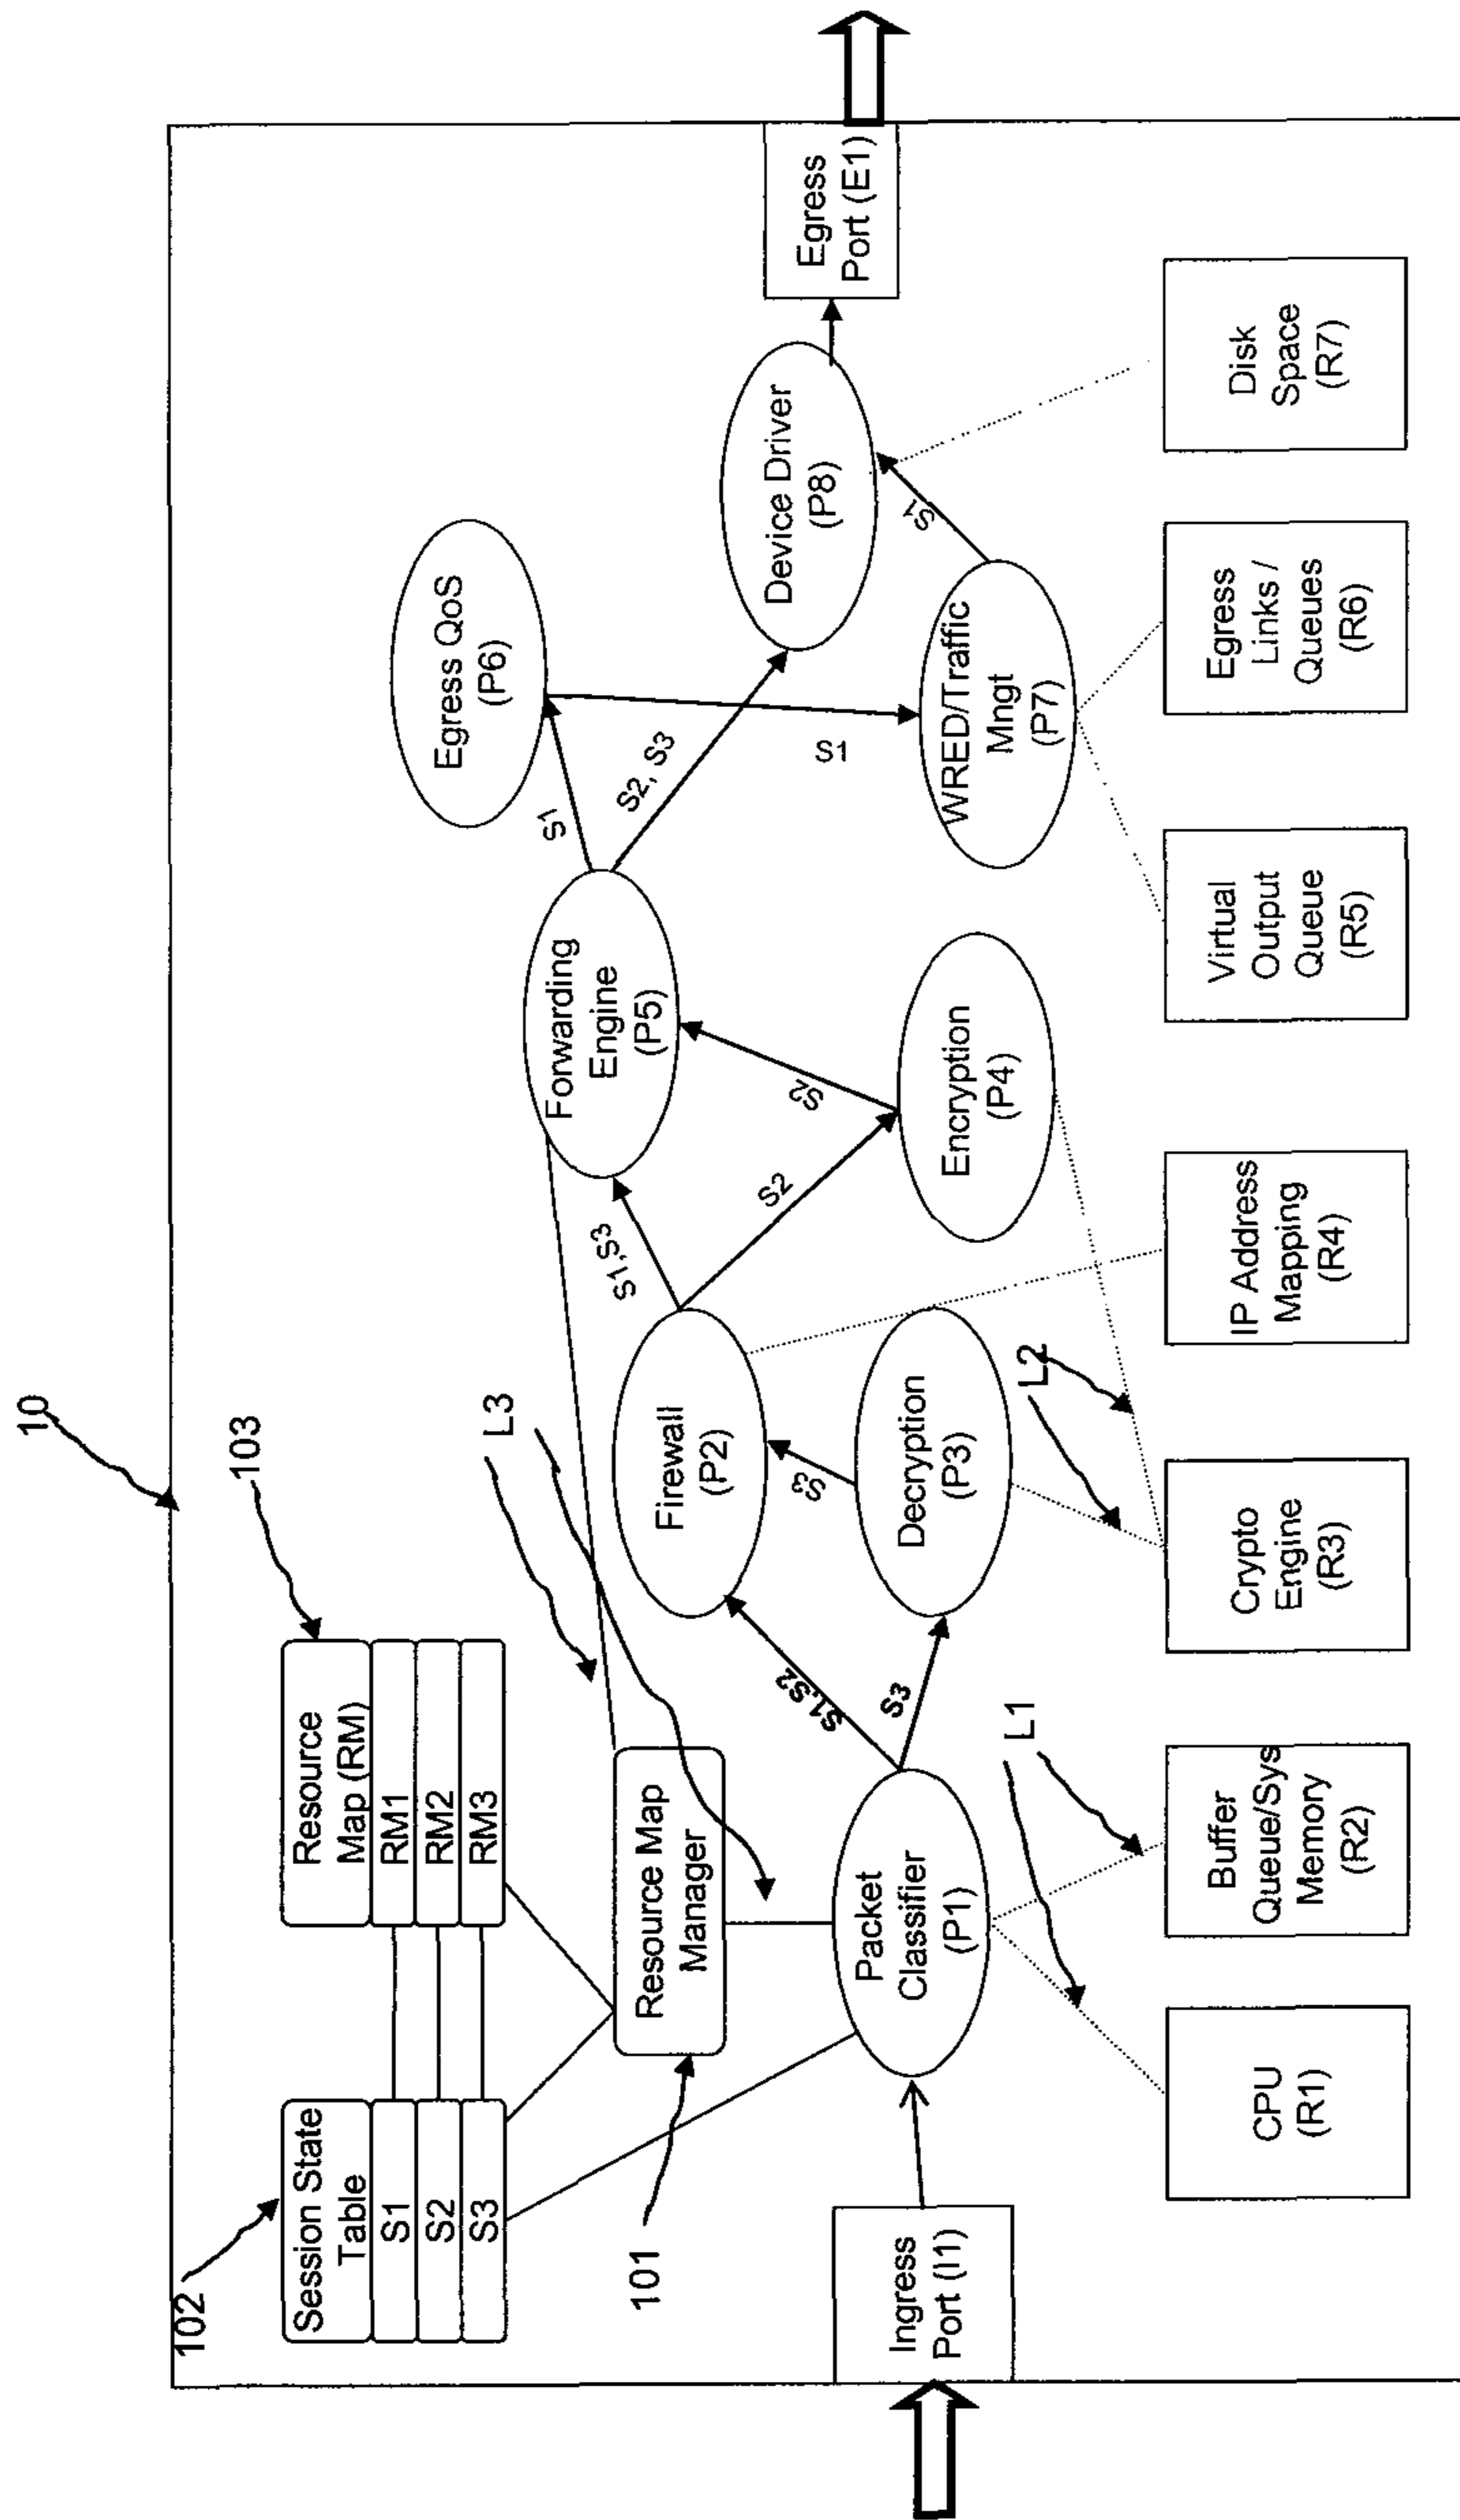 10
102
103
Session State
Table
S1
S2
S3
Resource
Map (RM)
RM1
RM2
RM3
L3
101
Resource Map
Manager
Ingress
Port (I1)
Packet
Classifier
(P1)
S1,S2
S3
Firewall
(P2)
Decryption
(P3)
S3
S1,S3
S2
Encryption
(P4)
S2
Forwarding
Engine
(P5)
S1
S2, S3
Egress QoS
(P6)
S1
WRED/Traffic
Mngt
(P7)
S1
Device Driver
(P8)
Egress
Port (E1)
L1
L2
CPU
(R1)
Buffer
Queue/Sys
Memory
(R2)
Crypto
Engine
(R3)
IP Address
Mapping
(R4)
Virtual
Output
Queue
(R5)
Egress
Links /
Queues
(R6)
Disk
Space
(R7)